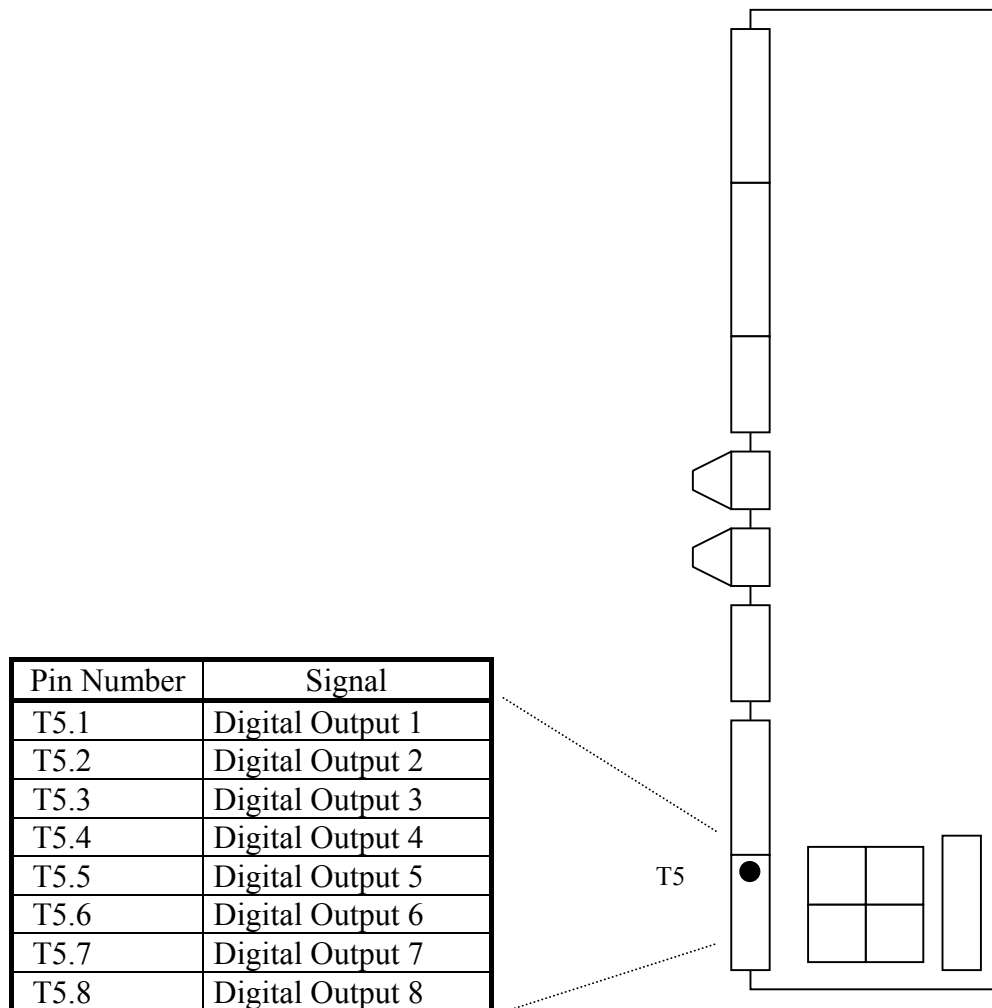 Pin Number Signal
T5.1 Digital Output 1
T5.2 Digital Output 2
T5.3 Digital Output 3
T5.4 Digital Output 4
T5.5 Digital Output 5
T5.6 Digital Output 6
T5.7 Digital Output 7
T5.8 Digital Output 8
T5